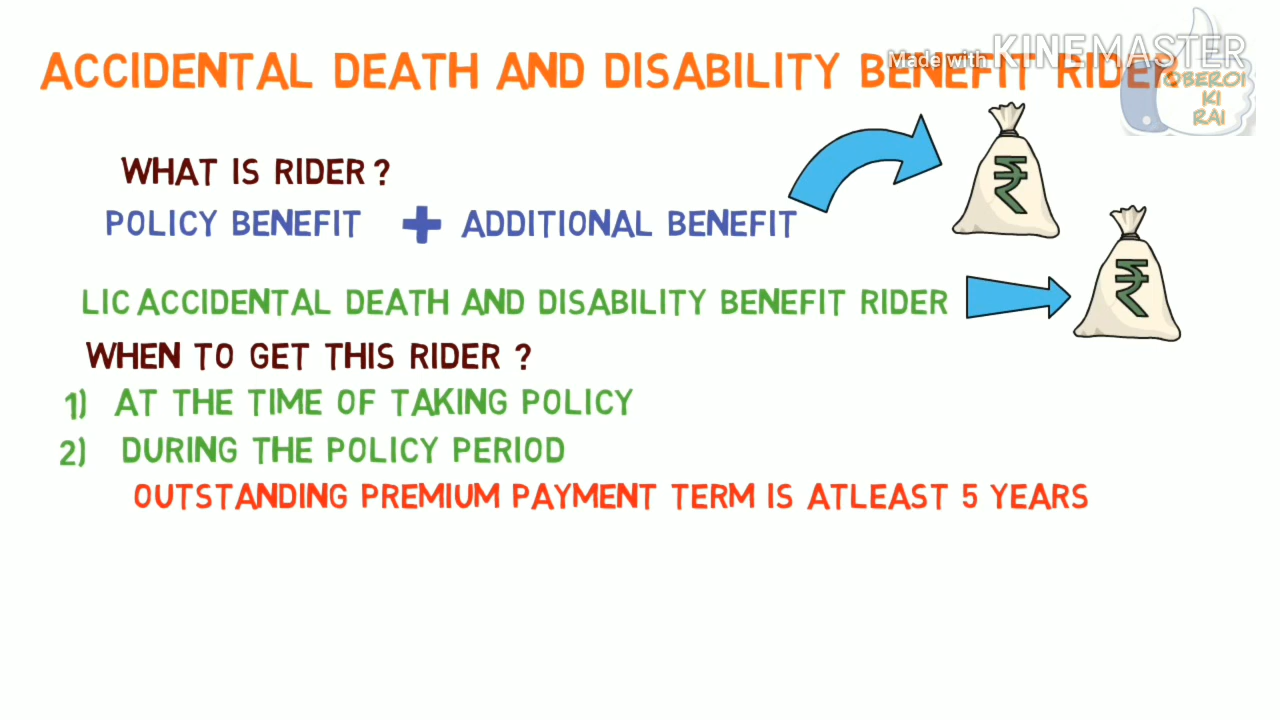 Made with KINEMASTER
ACCIDENTAL DEATH AND DISABILITY BENEFIT RIDER
OBEROI
KI
RAI
WHAT IS RIDER ?
₹
POLICY BENEFIT + ADDITIONAL BENEFIT
LIC ACCIDENTAL DEATH AND DISABILITY BENEFIT RIDER
₹
WHEN TO GET THIS RIDER ?
1) AT THE TIME OF TAKING POLICY
2) DURING THE POLICY PERIOD
OUTSTANDING PREMIUM PAYMENT TERM IS ATLEAST 5 YEARS